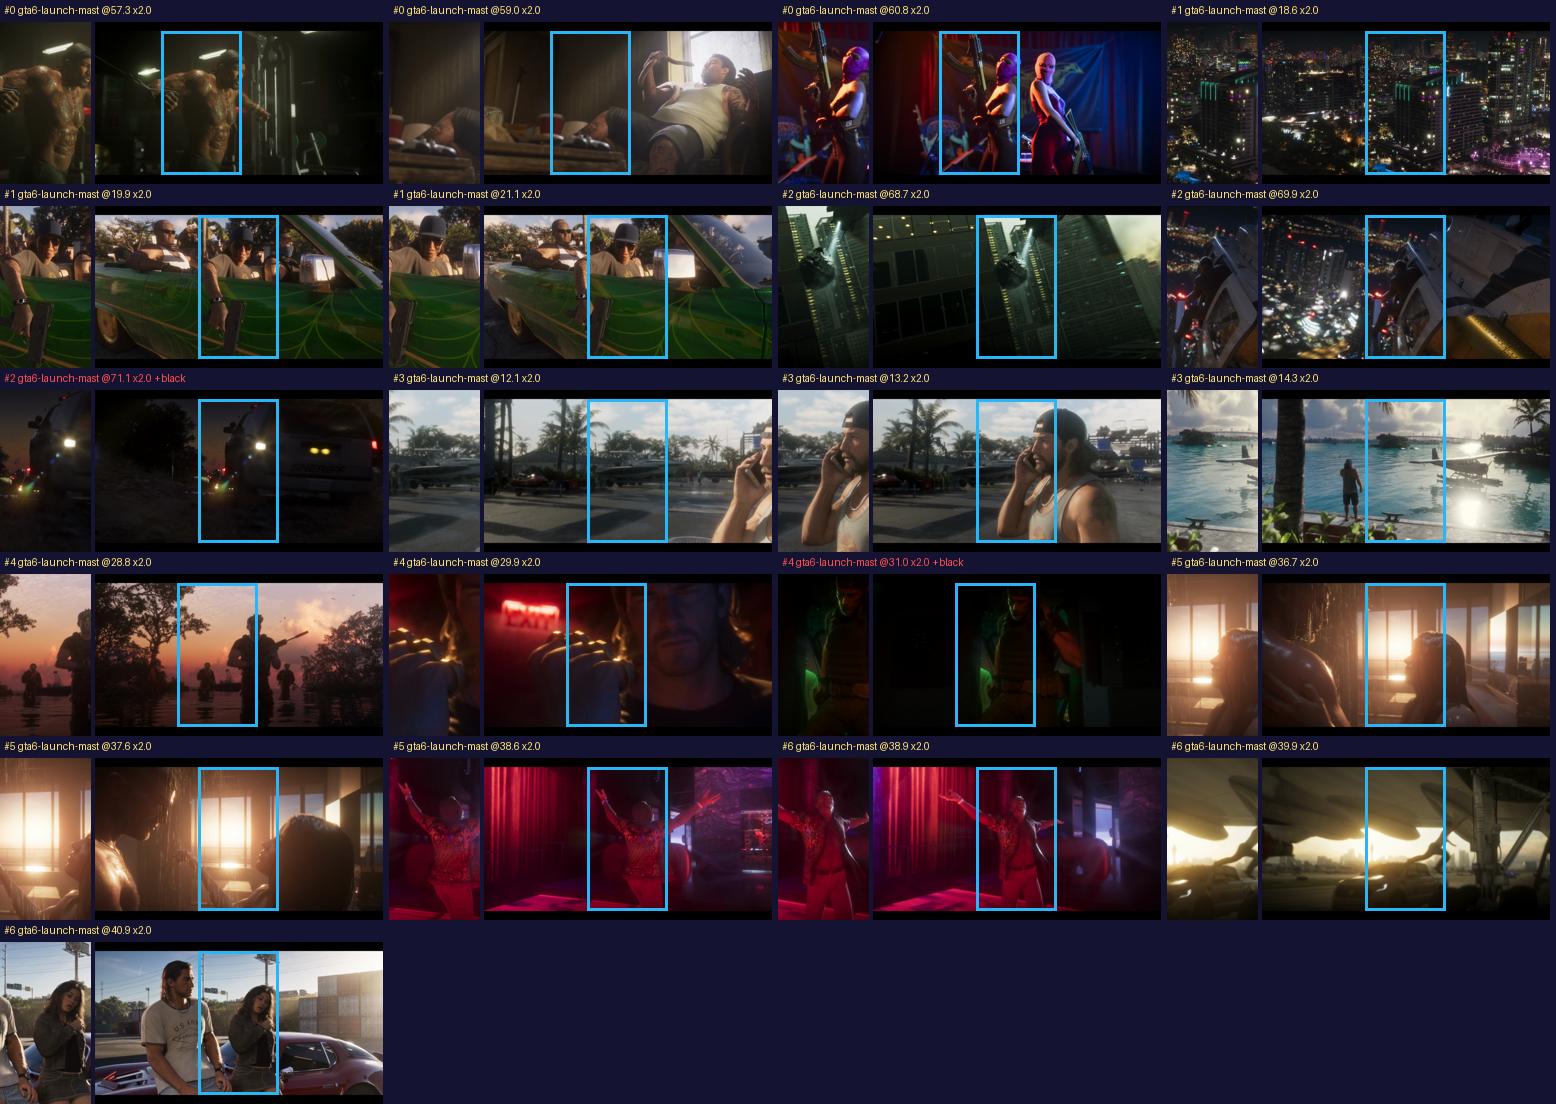 #0 gta6-launch-mast @57.3 x2.0
#0 gta6-launch-mast @59.0 x2.0
#0 gta6-launch-mast @60.8 x2.0
#1 gta6-launch-mast @18.6 x2.0
#1 gta6-launch-mast @19.9 x2.0
#1 gta6-launch-mast @21.1 x2.0
#2 gta6-launch-mast @68.7 x2.0
#2 gta6-launch-mast @69.9 x2.0
#2 gta6-launch-mast @71.1 x2.0 +black
#3 gta6-launch-mast @12.1 x2.0
#3 gta6-launch-mast @13.2 x2.0
#3 gta6-launch-mast @14.3 x2.0
#4 gta6-launch-mast @28.8 x2.0
#4 gta6-launch-mast @29.9 x2.0
#4 gta6-launch-mast @31.0 x2.0 +black
#5 gta6-launch-mast @36.7 x2.0
EXIT
#5 gta6-launch-mast @37.6 x2.0
#5 gta6-launch-mast @38.6 x2.0
#6 gta6-launch-mast @38.9 x2.0
#6 gta6-launch-mast @39.9 x2.0
#6 gta6-launch-mast @40.9 x2.0